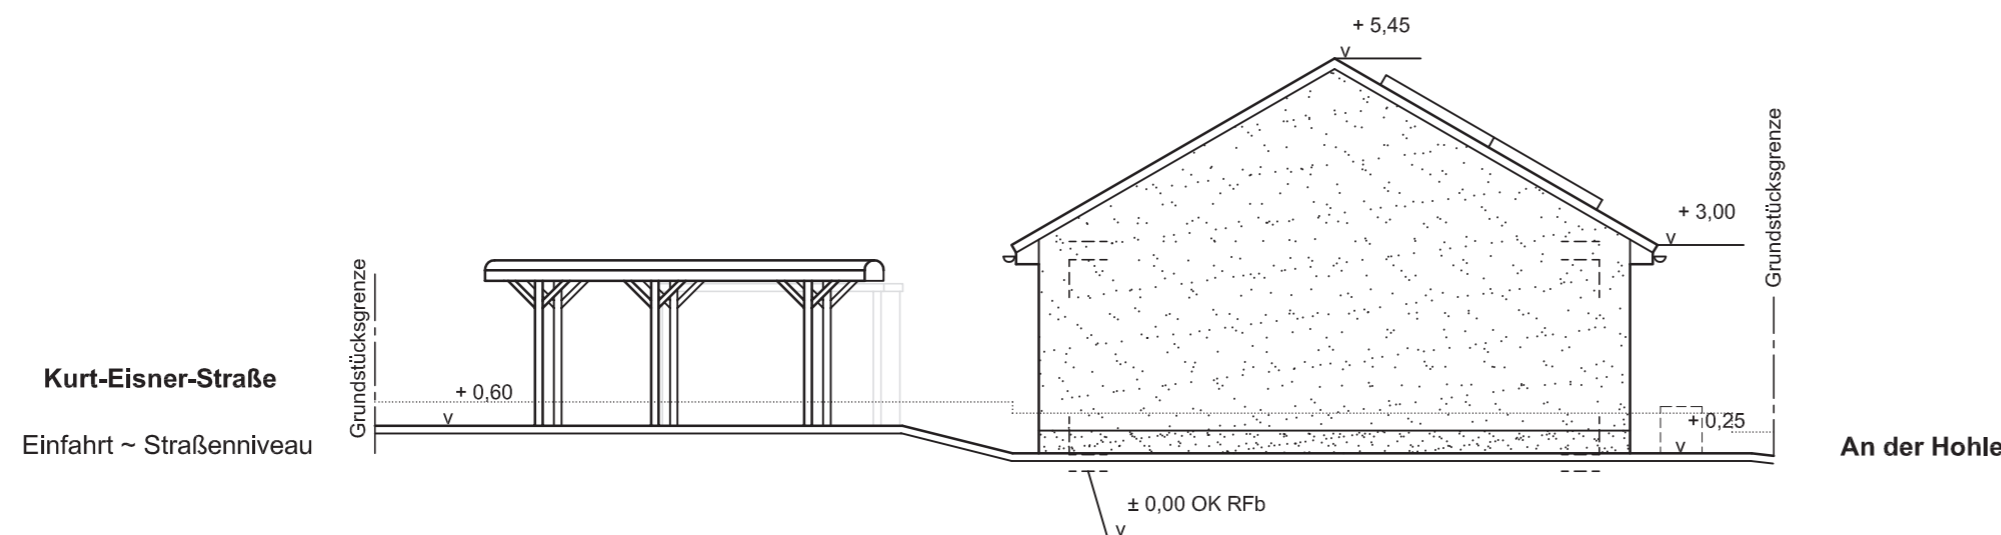 + 5,45
Grundstücksgrenze
+ 3,00
Grundstücksgrenze
Kurt-Eisner-Straße
+ 0,60
+ 0,25
Einfahrt ~ Straßenniveau
An der Hohle
± 0,00 OK RFb